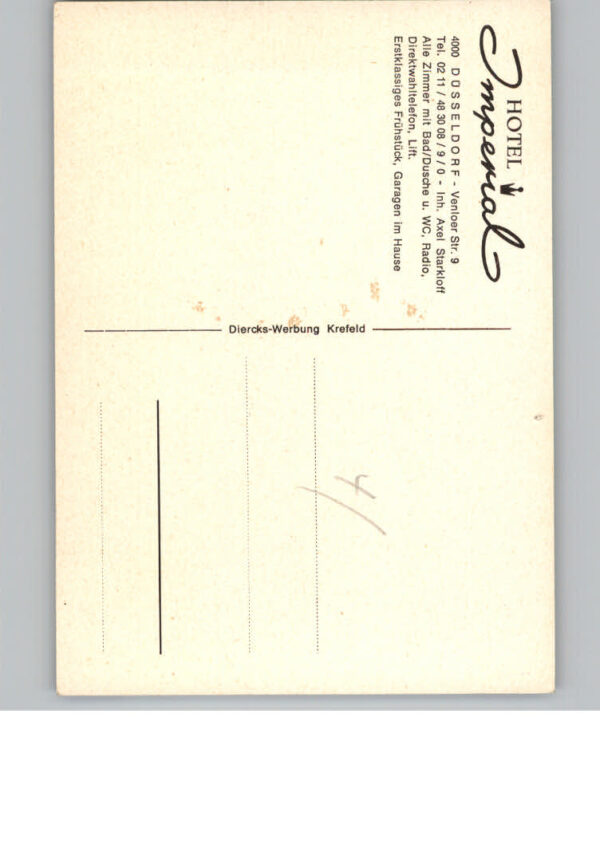 HOTEL
Imperial
4000 DÜSSELDORF - Venloer Str. 9
Tel. 02 11 / 48 30 08 / 9 / 0 - Inh. Axel Starkloff
Alle Zimmer mit Bad/Dusche u. WC, Radio,
Direktwahltelefon, Lift.
Erstklassiges Frühstück, Garagen im Hause
Diercks-Werbung Krefeld
4/